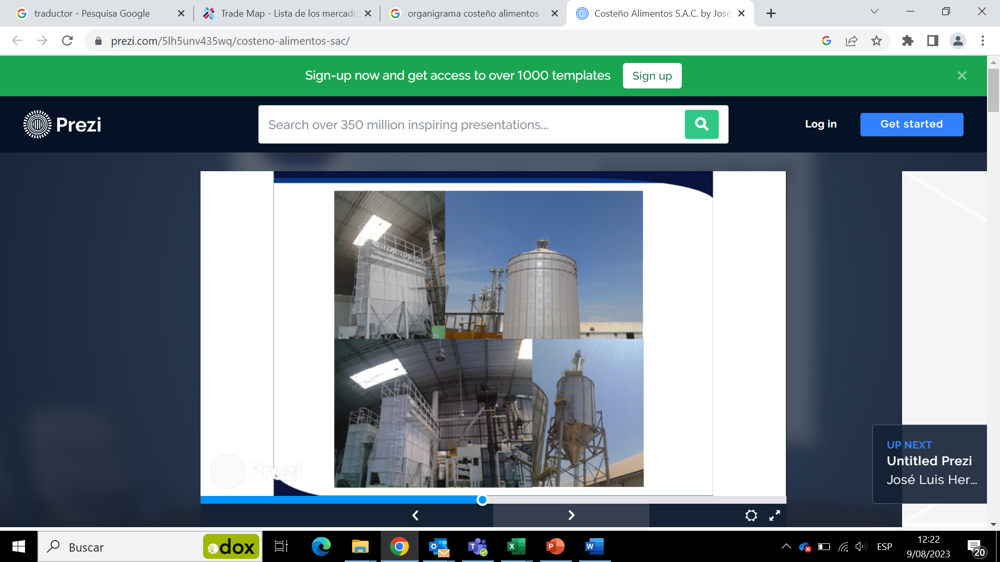 traductor - Pesquisa Google
Trade Map - Lista de los mercado
organigrama costeño alimentos -
Costeño Alimentos S.A.C. by José
prezi.com/5lh5unv435wq/costeno-alimentos-sac/
Sign-up now and get access to over 1000 templates
Sign up
Prezi
Search over 350 million inspiring presentations...
Log in
Get started
Prezi
UP NEXT
Untitled Prezi
José Luis Her...
Buscar
dox
ESP
12:22
9/08/2023
20